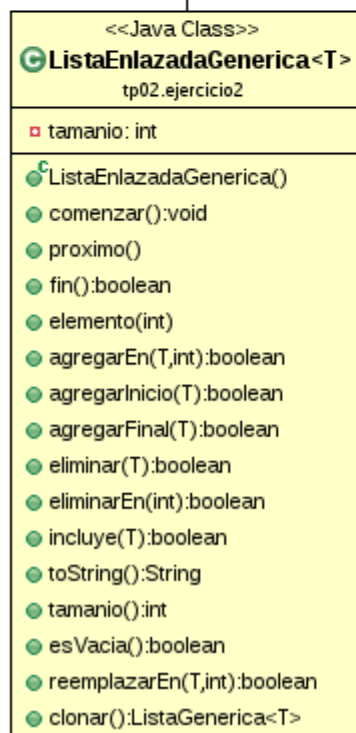 <<Java Class>>
C ListaEnlazadaGenerica<T>
tp02.ejercicio2
tamanio: int
C ListaEnlazadaGenerica()
comenzar():void
proximo()
fin():boolean
elemento(int)
agregarEn(T,int):boolean
agregarInicio(T):boolean
agregarFinal(T):boolean
eliminar(T):boolean
eliminarEn(int):boolean
incluye(T):boolean
toString():String
tamanio():int
esVacia():boolean
reemplazarEn(T,int):boolean
clonar():ListaGenerica<T>